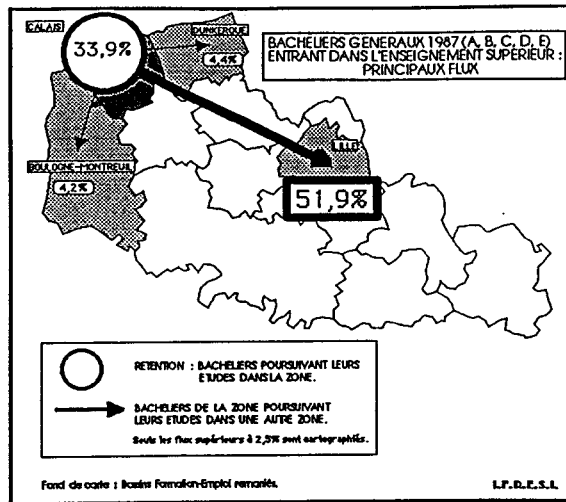 CALAIS
33,9%
DUNKERQUE
4,4%
BACHELIERS GENERAUX 1987 (A, B, C, D, E)
ENTRANT DANS L'ENSEIGNEMENT SUPÉRIEUR :
PRINCIPAUX FLUX
BOULOGNE-MONTREUIL
4,2%
LILLE
51,9%
RETENTION : BACHELIERS POURSUIVANT LEURS
ETUDES DANS LA ZONE.
BACHELIERS DE LA ZONE POURSUIVANT
LEURS ETUDES DANS UNE AUTRE ZONE.
Seuls les flux supérieurs à 2,5% sont cartographiés.
Fond de carte : Bassins Formation-Emploi remaniés.
I.F.R.E.S.I.